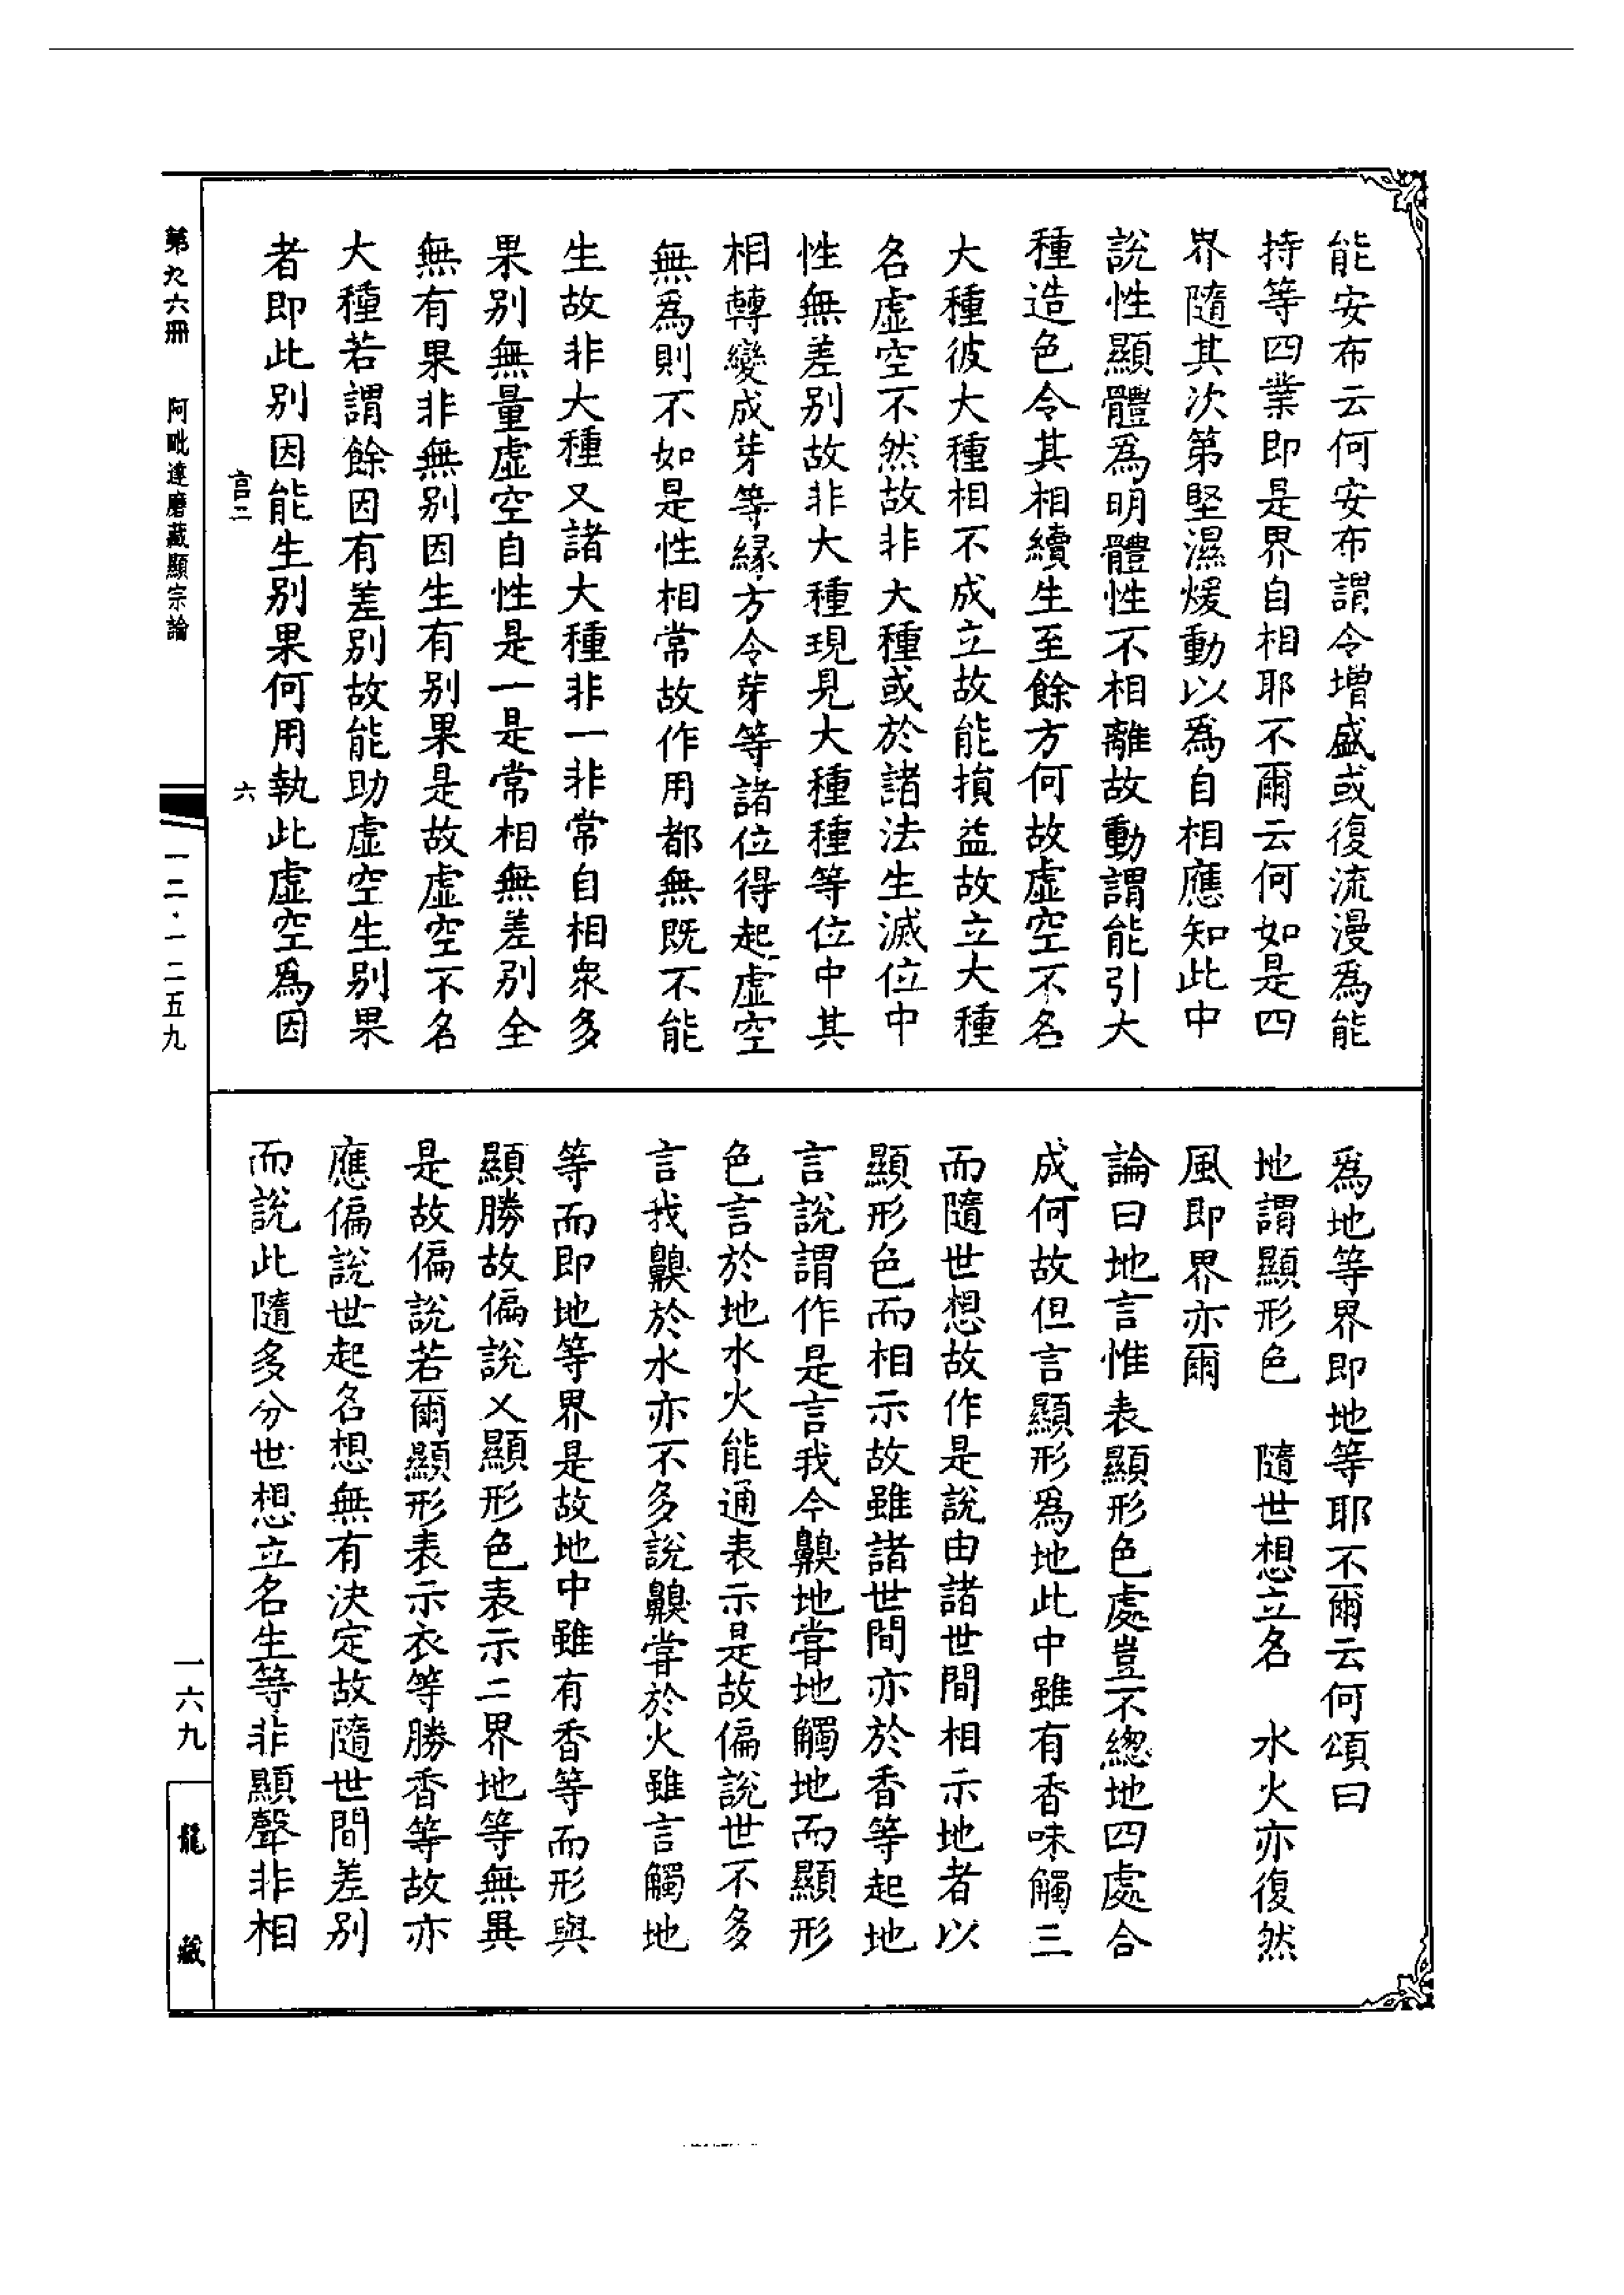 能安布云何安布謂令增盛或復流漫爲能
持等四業即是界自相耶不爾云何如是四
界隨其次第堅濕煖動以爲自相應知此中
說性顯體爲明體性不相離故動謂能引大
種造色令其相續生至餘方何故虛空不名
大種彼大種相不成立故能損益故立大種
名虛空不然故非大種或於諸法生滅位中
性無差別故非大種現見大種種等位中其
相轉變成芽等緣方令芽等諸位得起虛空
無爲則不如是性相常故作用都無既不能
生故非大種又諸大種非一非常自相眾多
果別無量虛空自性是一是常相無差別全
無有果非無別因生有別果是故虛空不名
大種若謂餘因有差別故能助虛空生別果
者即此別因能生別果何用執此虛空爲因
爲地等界即地等耶不爾云何頌曰
地謂顯形色　隨世想立名　水火亦復然
風即界亦爾
論曰地言惟表顯形色處豈不總地四處合
成何故但言顯形爲地此中雖有香味觸三
而隨世想故作是說由諸世間相示地者以
顯形色而相示故雖諸世間亦於香等起地
言說謂作是言我今齅地甞地觸地而顯形
色言於地水火能通表示是故偏說世不多
言我齅於水亦不多說齅甞於火雖言觸地
等而即地等界是故地中雖有香等而形與
顯勝故偏說又顯形色表示二界地等無異
是故偏說若爾顯形表示衣等勝香等故亦
應偏說世起名想無有決定故隨世間差別
而說此隨多分世想立名生等非顯聲非相
第九六冊　阿毗達磨藏顯宗論
言二　六
一二·一二五九
一六九
龍藏